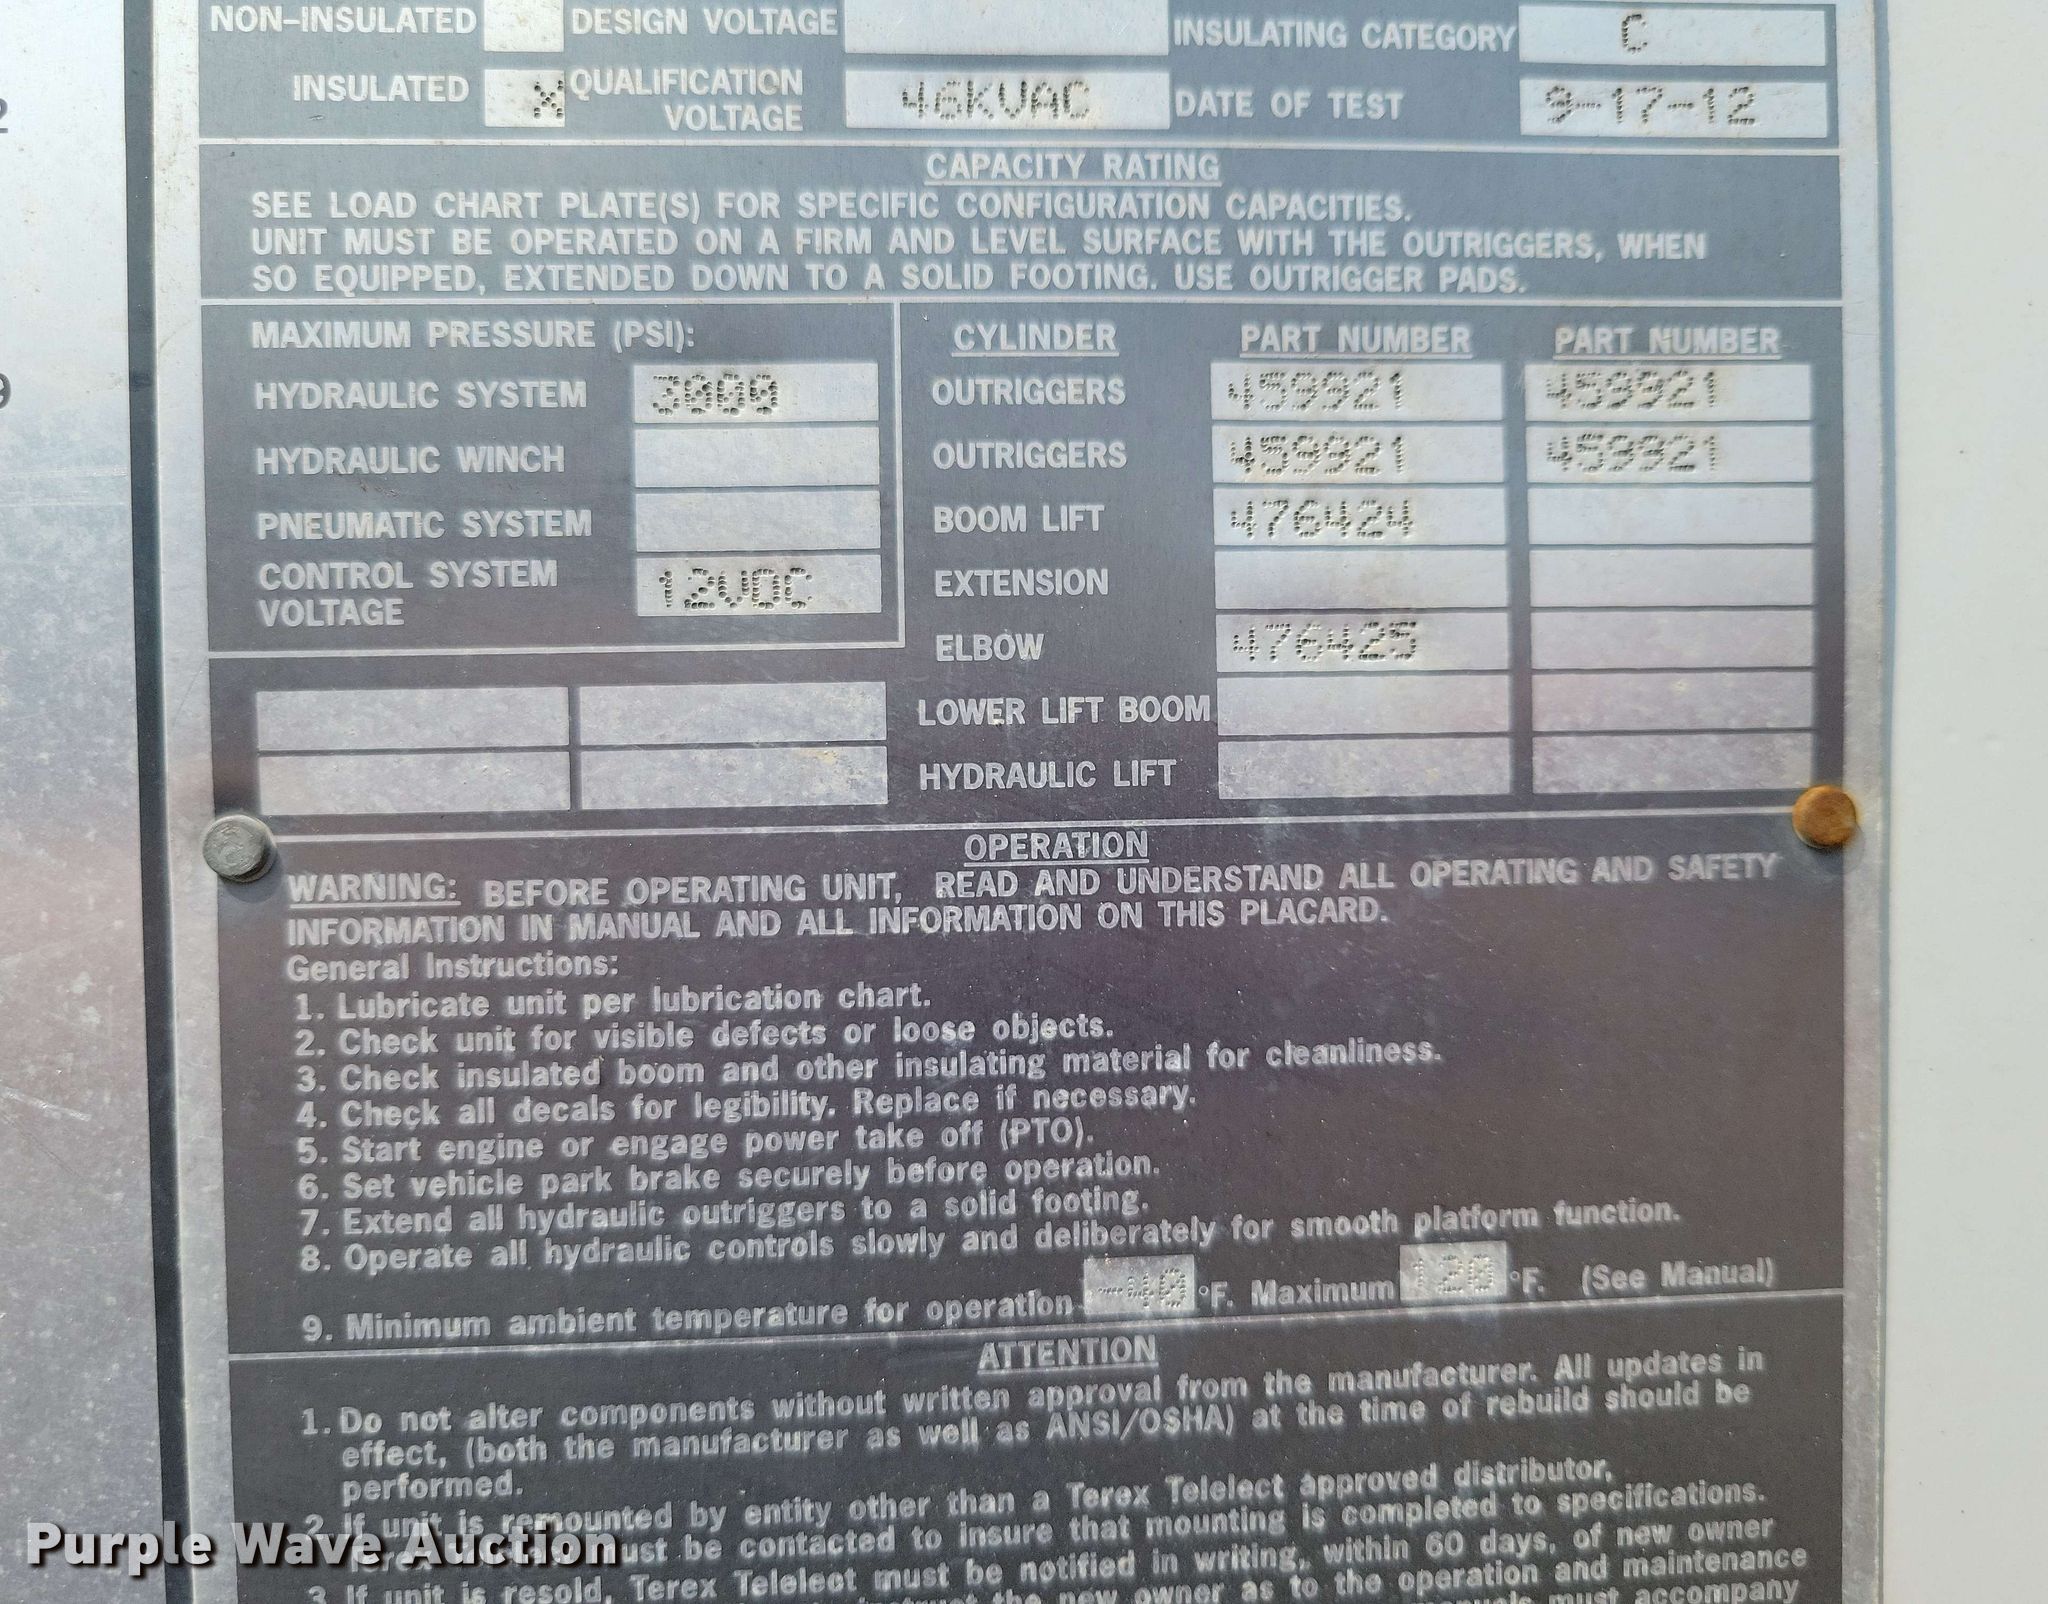 NON-INSULATED DESIGN VOLTAGE INSULATING CATEGORY C
INSULATED X QUALIFICATION VOLTAGE 46KVAC DATE OF TEST 9-17-12
2
9
CAPACITY RATING
SEE LOAD CHART PLATE(S) FOR SPECIFIC CONFIGURATION CAPACITIES.
UNIT MUST BE OPERATED ON A FIRM AND LEVEL SURFACE WITH THE OUTRIGGERS, WHEN
SO EQUIPPED, EXTENDED DOWN TO A SOLID FOOTING. USE OUTRIGGER PADS.
MAXIMUM PRESSURE (PSI):
HYDRAULIC SYSTEM 3000
HYDRAULIC WINCH
PNEUMATIC SYSTEM
CONTROL SYSTEM
VOLTAGE 12VDC
CYLINDER PART NUMBER PART NUMBER
OUTRIGGERS 459921 459921
OUTRIGGERS 459921 459921
BOOM LIFT 476424
EXTENSION
ELBOW 476425
LOWER LIFT BOOM
HYDRAULIC LIFT
OPERATION
WARNING: BEFORE OPERATING UNIT, READ AND UNDERSTAND ALL OPERATING AND SAFETY
INFORMATION IN MANUAL AND ALL INFORMATION ON THIS PLACARD.
General Instructions:
1. Lubricate unit per lubrication chart.
2. Check unit for visible defects or loose objects.
3. Check insulated boom and other insulating material for cleanliness.
4. Check all decals for legibility. Replace if necessary.
5. Start engine or engage power take off (PTO).
6. Set vehicle park brake securely before operation.
7. Extend all hydraulic outriggers to a solid footing.
8. Operate all hydraulic controls slowly and deliberately for smooth platform function.
9. Minimum ambient temperature for operation -40 °F. Maximum 120 °F. (See Manual)
ATTENTION
1. Do not alter components without written approval from the manufacturer. All updates in
effect, (both the manufacturer as well as ANSI/OSHA) at the time of rebuild should be
performed.
2. If unit is remounted by entity other than a Terex Telelect approved distributor,
Terex must be contacted to insure that mounting is completed to specifications.
3. If unit is resold, Terex Telelect must be notified in writing, within 60 days, of new owner
the new owner as to the operation and maintenance
must accompany
Purple Wave Auction